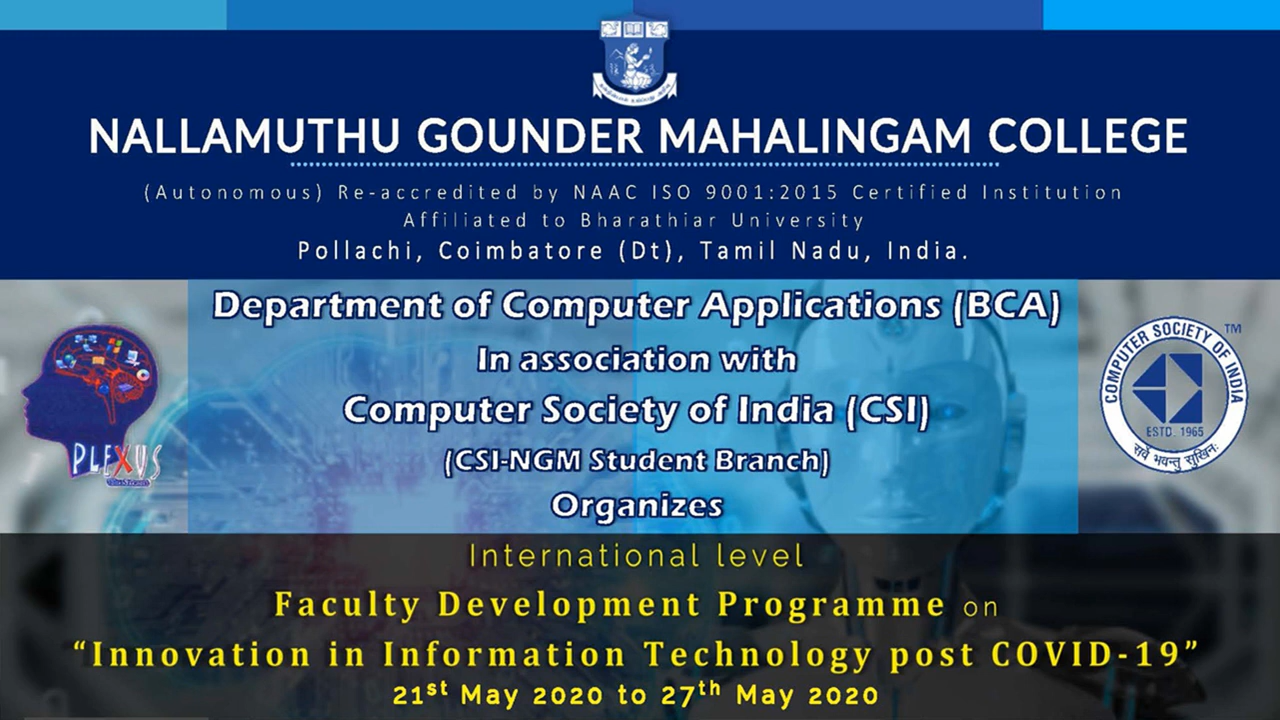 NALLAMUTHU GOUNDER MAHALINGAM COLLEGE
(Autonomous) Re-accredited by NAAC ISO 9001:2015 Certified Institution
Affiliated to Bharathiar University
Pollachi, Coimbatore (Dt), Tamil Nadu, India.
Department of Computer Applications (BCA)
In association with
Computer Society of India (CSI)
(CSI-NGM Student Branch)
Organizes
PLEXUS
COMPUTER SOCIETY OF INDIA
TM
ESTD. 1965
सर्वे भवन्तु सुखिनः
International level
Faculty Development Programme on
“Innovation in Information Technology post COVID-19”
21st May 2020 to 27th May 2020